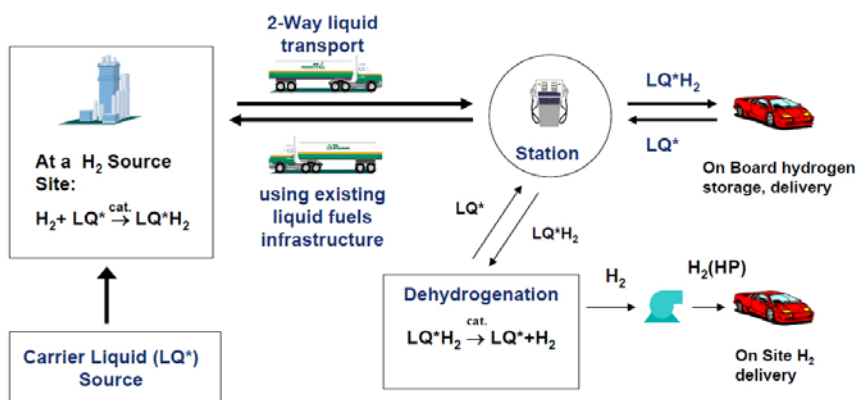 2-Way liquid
transport
At a H₂ Source
Site:
H₂+ LQ* cat. → LQ*H₂
using existing
liquid fuels
infrastructure
Station
LQ*H₂
LQ*
On Board hydrogen
storage, delivery
LQ*
LQ*H₂
Dehydrogenation
LQ*H₂ cat. → LQ*+H₂
H₂
H₂(HP)
On Site H₂
delivery
Carrier Liquid (LQ*)
Source